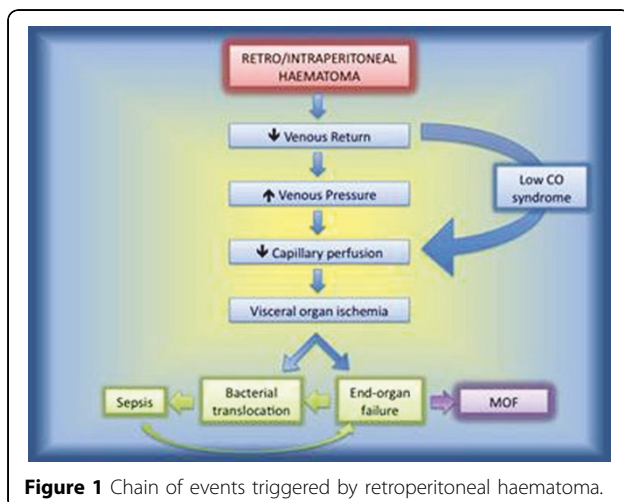 RETRO/INTRAPERITONEAL
HAEMATOMA
↓ Venous Return
Low CO
syndrome
↑ Venous Pressure
↓ Capillary perfusion
Visceral organ ischemia
Sepsis
Bacterial
translocation
End-organ
failure
MOF
Figure 1 Chain of events triggered by retroperitoneal haematoma.